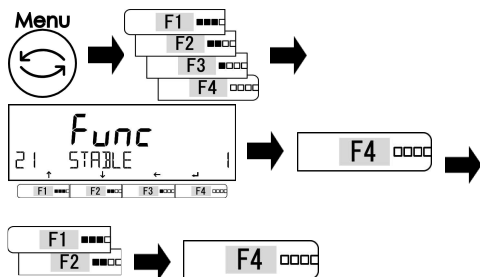 Menu
F1
F2
F3
F4
Func
21 STABLE 1
↑ ↓ ← ↵
F1 F2 F3 F4
F4
F1
F2
F4